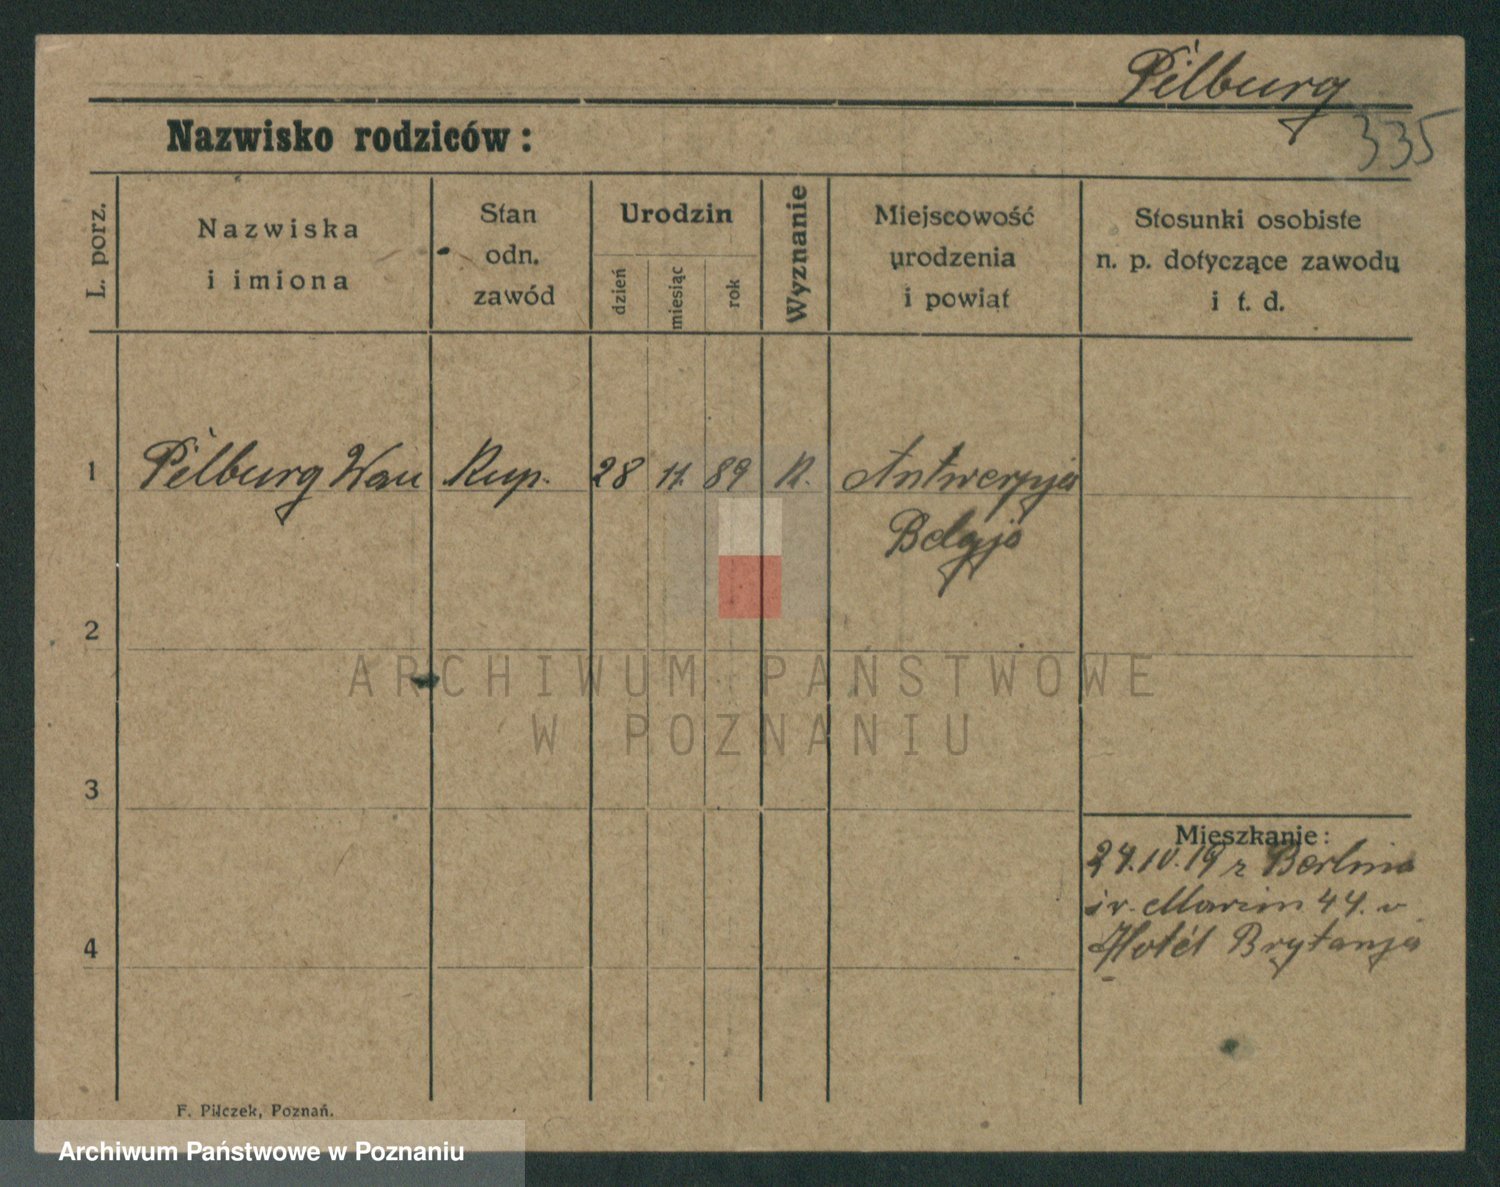 Pilburg
335
Nazwisko rodziców:
L. porz.
Nazwiska
i imiona
Stan
odn.
zawód
Urodzin
dzień
miesiąc
rok
Wyznanie
Miejscowość
urodzenia
i powiat
Stosunki osobiste
n. p. dotyczące zawodu
i t. d.
1 Pilburg Kup. 28 11. 89 R. Antwerpja
Belgja
2
ARCHIWUM PAŃSTWOWE
W POZNANIU
3
Mieszkanie:
24.IV.19 z Berlina
św. Marcin 44.
4 Hotel Brytanja
F. Pilczek, Poznań.
Archiwum Państwowe w Poznaniu